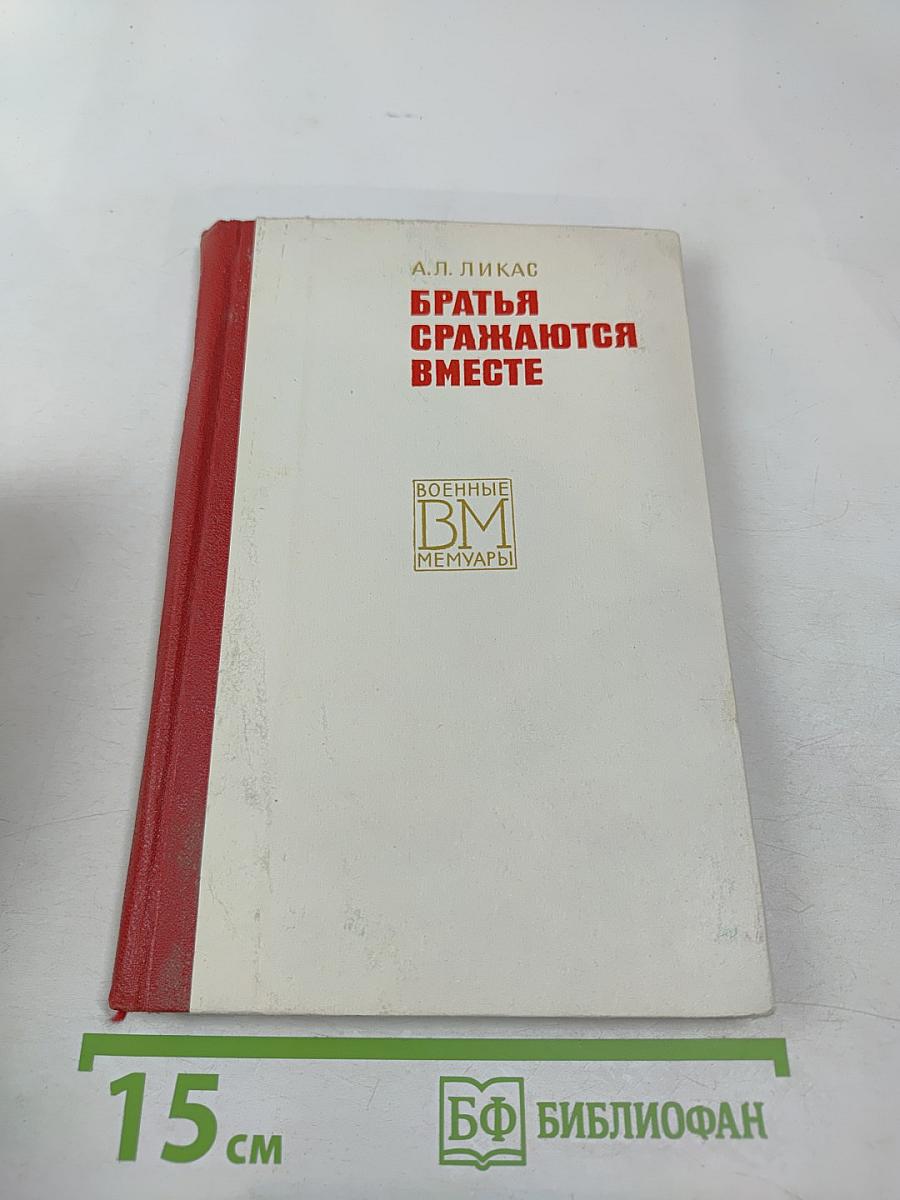 А.Л. ЛИКАС
БРАТЬЯ
СРАЖАЮТСЯ
ВМЕСТЕ
ВОЕННЫЕ
ВМ
МЕМУАРЫ
15 см
БФ БИБЛИОФАН